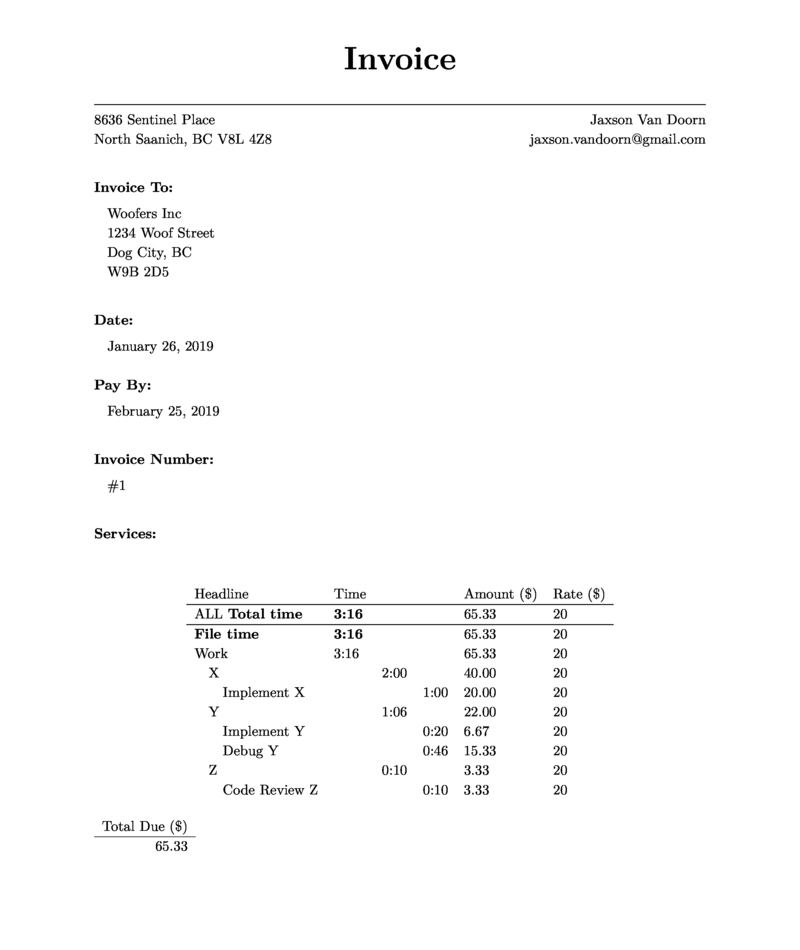 Invoice
8636 Sentinel Place Jaxson Van Doorn
North Saanich, BC V8L 4Z8 jaxson.vandoorn@gmail.com
Invoice To:
Woofers Inc
1234 Woof Street
Dog City, BC
W9B 2D5
Date:
January 26, 2019
Pay By:
February 25, 2019
Invoice Number:
#1
Services:
Headline Time Amount ($) Rate ($)
ALL Total time 3:16 65.33 20
File time 3:16 65.33 20
Work 3:16 65.33 20
X 2:00 40.00 20
Implement X 1:00 20.00 20
Y 1:06 22.00 20
Implement Y 0:20 6.67 20
Debug Y 0:46 15.33 20
Z 0:10 3.33 20
Code Review Z 0:10 3.33 20
Total Due ($)
65.33